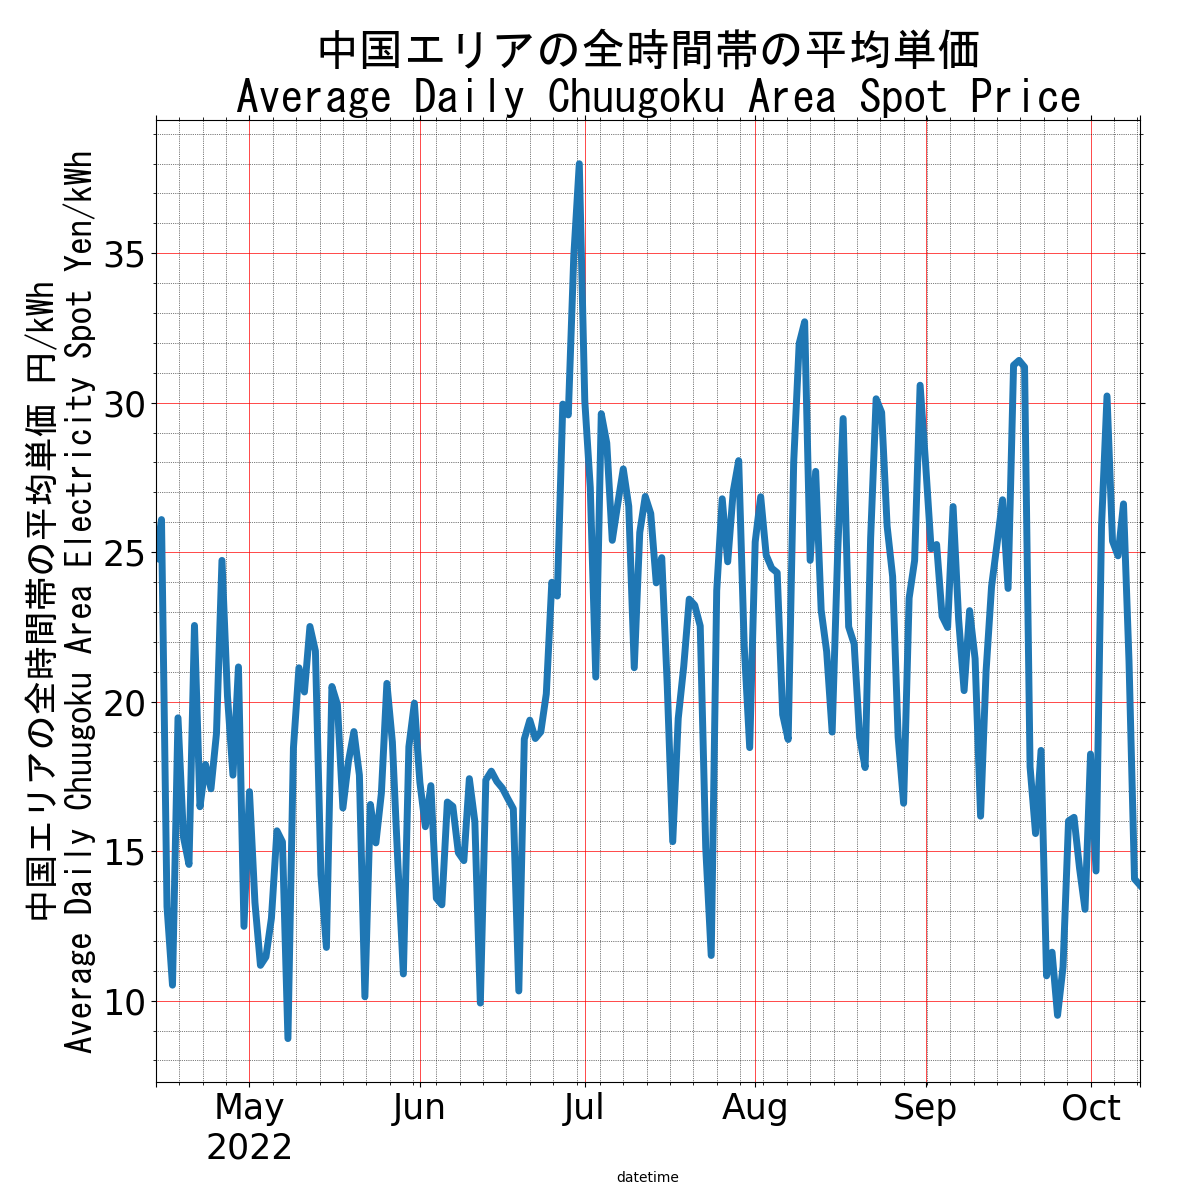 中国エリアの全時間帯の平均単価
Average Daily Chuugoku Area Spot Price
中国エリアの全時間帯の平均単価 円/kWh
Average Daily Chuugoku Area Electricity Spot Yen/kWh
35
30
25
20
15
10
May
2022
Jun
Jul
Aug
Sep
Oct
datetime